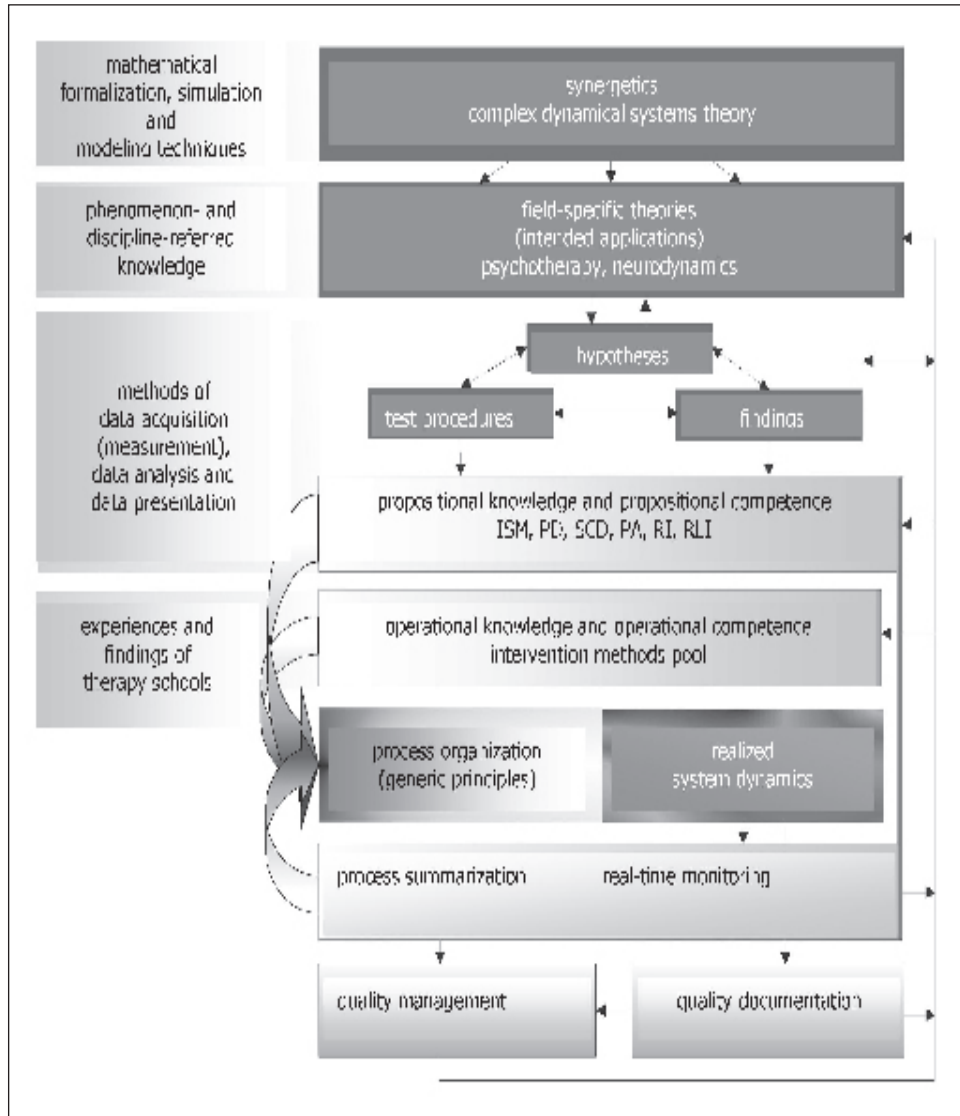 mathematical
formalization, simulation
and
modeling techniques
synergetics
complex dynamical systems theory
phenomenon- and
discipline-referred
knowledge
field-specific theories
(intended applications)
psychotherapy, neurodynamics
hypotheses
methods of
data acquisition
(measurement),
data analysis and
data presentation
test procedures
findings
propositional knowledge and propositional competence
ISM, PD, SCD, PA, RI, RLI
experiences and
findings of
therapy schools
operational knowledge and operational competence
intervention methods pool
process organization
(generic principles)
realized
system dynamics
process summarization
real-time monitoring
quality management
quality documentation